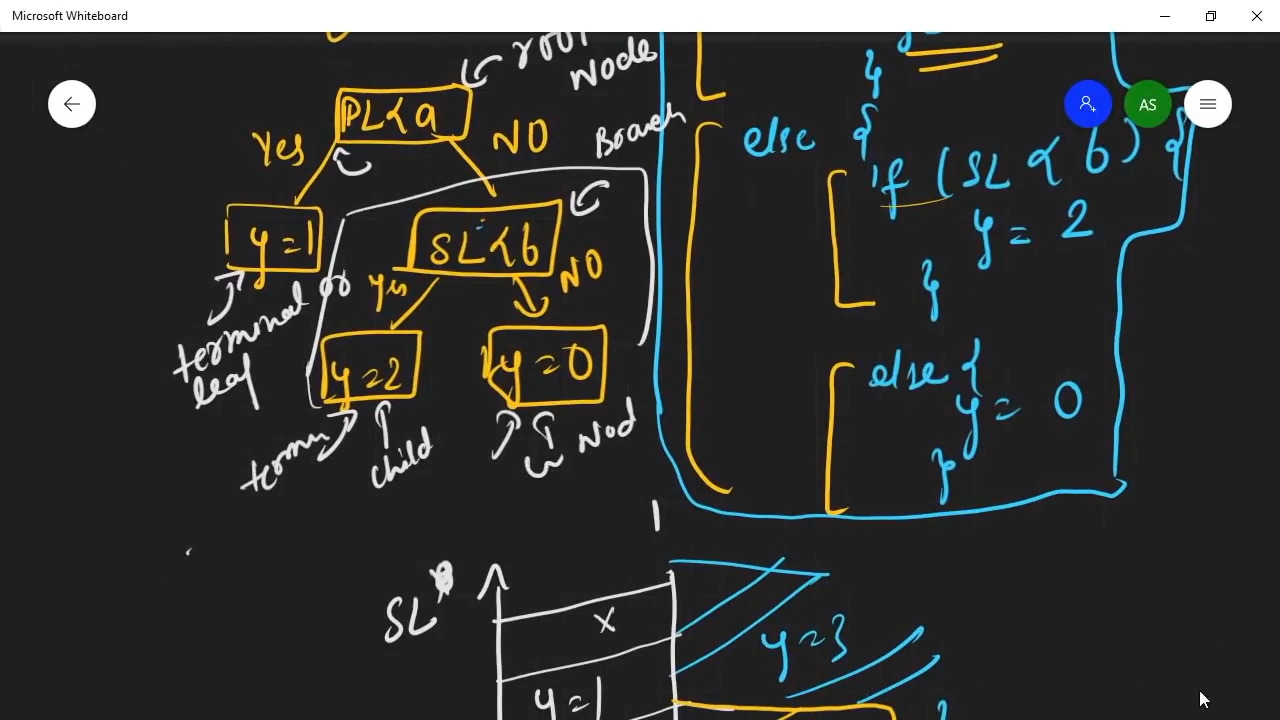 Microsoft Whiteboard
root
Node
PL < a
Yes
NO
Branch
y = 1
SL < b
yes
NO
terminal or
leaf
y = 2
y = 0
termi
child
Nod
AS
}
else {
if (SL < b) {
y = 2
}
else {
y = 0
}
SL
x
y = 3
y = 1